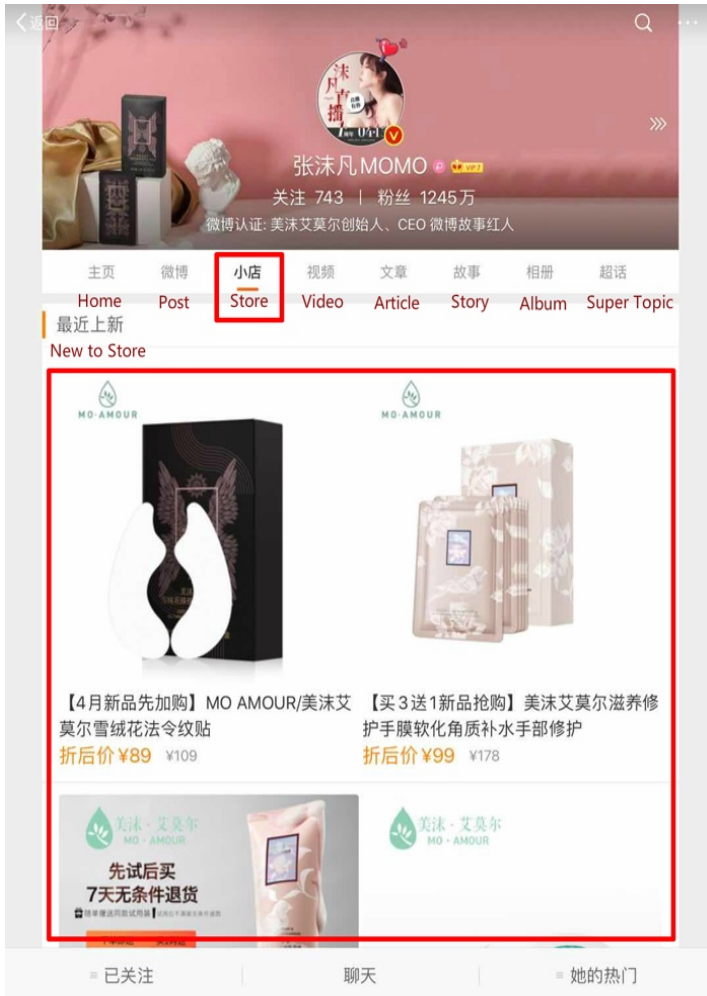 返回
沫凡
直播
张沫凡MOMO
关注 743 | 粉丝 1245万
微博认证: 美沫艾莫尔创始人、CEO 微博故事红人
主页 微博 小店 视频 文章 故事 相册 超话
Home Post Store Video Article Story Album Super Topic
最近上新
New to Store
MO·AMOUR
MO·AMOUR
【4月新品先加购】MO AMOUR/美沫艾
莫尔雪绒花法令纹贴
折后价 ¥89 ¥109
【买3送1新品抢购】美沫艾莫尔滋养修
护手膜软化角质补水手部修护
折后价 ¥99 ¥178
美沫·艾莫尔
MO·AMOUR
先试后买
7天无条件退货
美沫·艾莫尔
MO·AMOUR
≡ 已关注 聊天 ≡ 她的热门